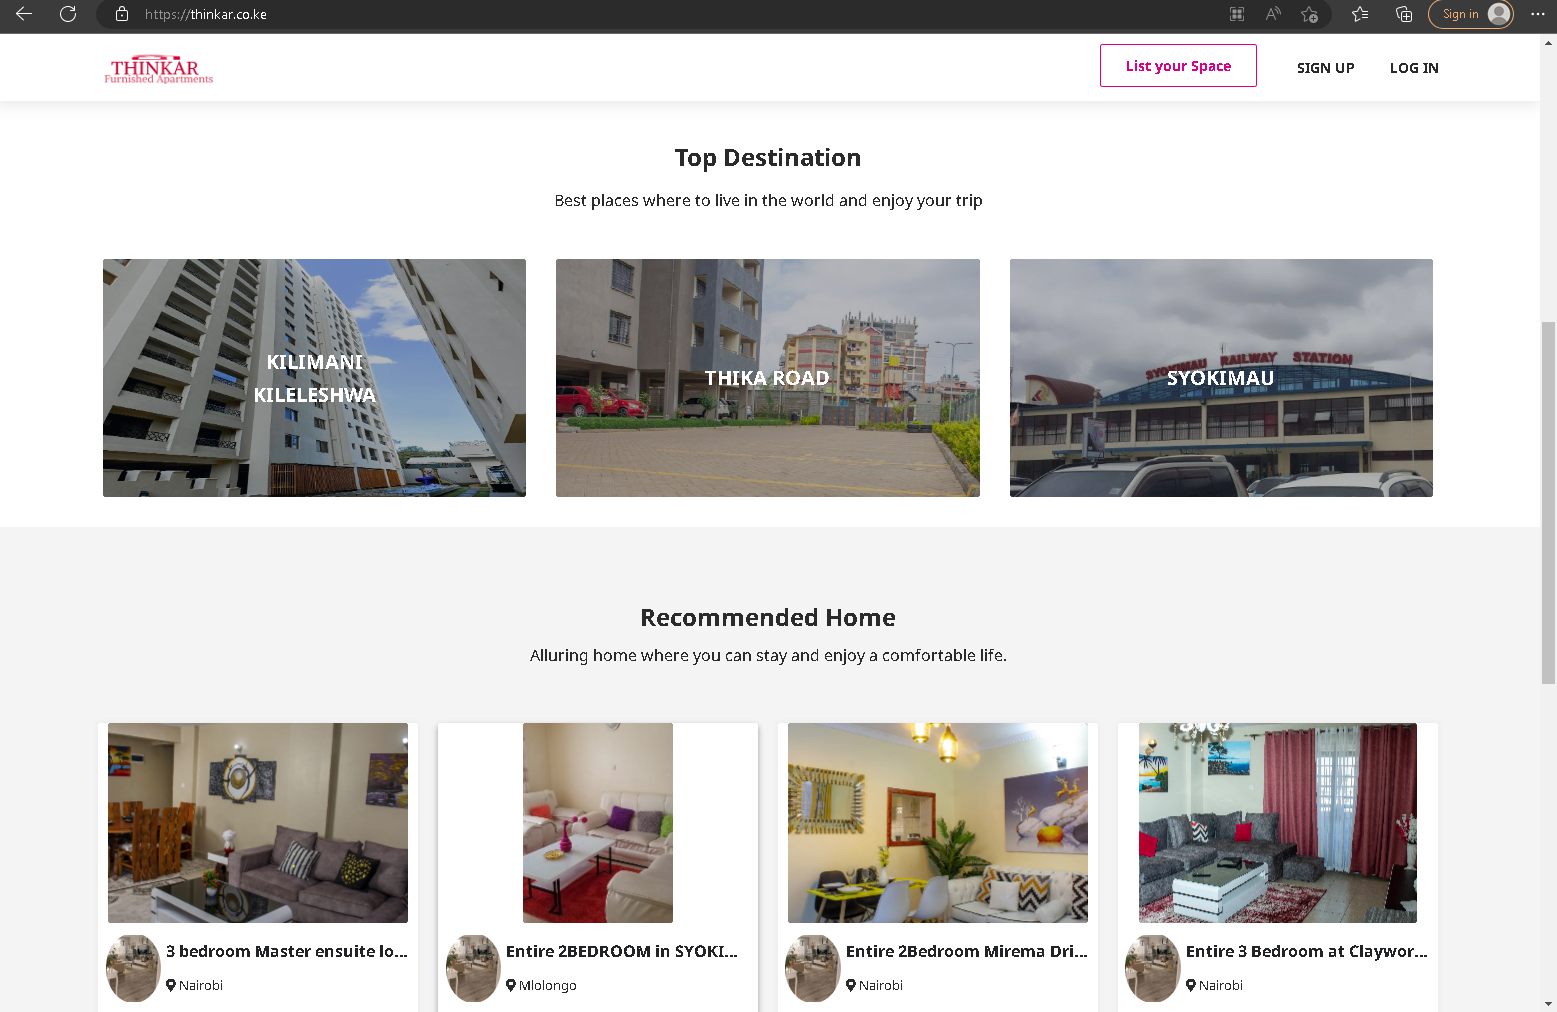 https://thinkar.co.ke
Sign in
THINKAR
Furnished Apartments
List your Space
SIGN UP
LOG IN
Top Destination
Best places where to live in the world and enjoy your trip
KILIMANI
KILELESHWA
THIKA ROAD
SYOKIMAU RAILWAY STATION
SYOKIMAU
Recommended Home
Alluring home where you can stay and enjoy a comfortable life.
3 bedroom Master ensuite lo...
Nairobi
Entire 2BEDROOM in SYOKI...
Mlolongo
Entire 2Bedroom Mirema Dri...
Nairobi
Entire 3 Bedroom at Claywor...
Nairobi